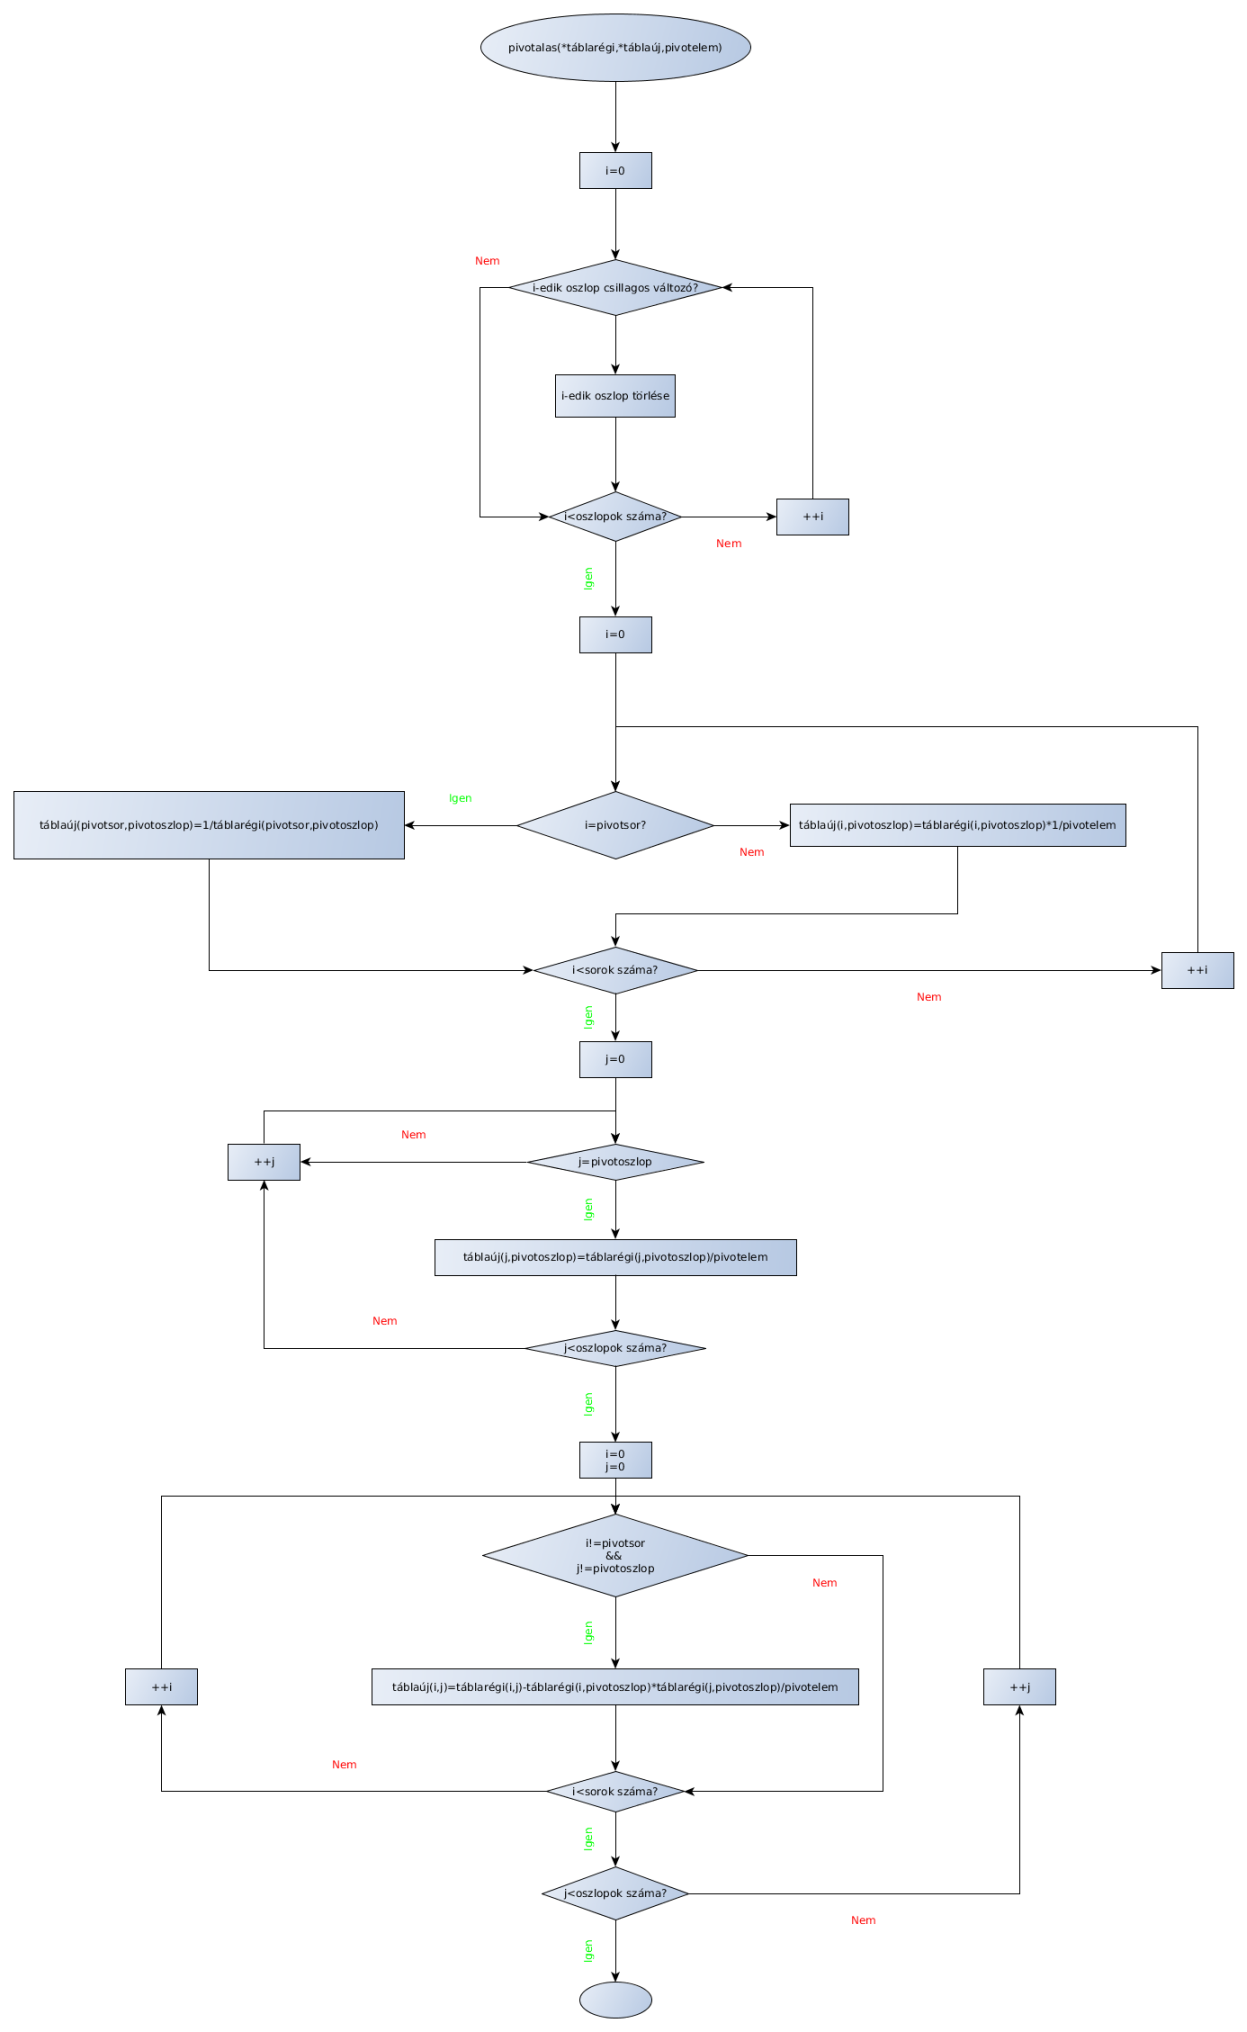 pivotalas(*táblarégi,*táblaúj,pivotelem)
i=0
Nem
i-edik oszlop csillagos változó?
i-edik oszlop törlése
i<oszlopok száma?
++i
Nem
Igen
i=0
Igen
táblaúj(pivotsor,pivotoszlop)=1/táblarégi(pivotsor,pivotoszlop)
i=pivotsor?
táblaúj(i,pivotoszlop)=táblarégi(i,pivotoszlop)*1/pivotelem
Nem
i<sorok száma?
++i
Nem
Igen
j=0
Nem
++j
j=pivotoszlop
Igen
táblaúj(j,pivotoszlop)=táblarégi(j,pivotoszlop)/pivotelem
Nem
j<oszlopok száma?
Igen
i=0
j=0
i!=pivotsor
&&
j!=pivotoszlop
Nem
Igen
++i
táblaúj(i,j)=táblarégi(i,j)-táblarégi(i,pivotoszlop)*táblarégi(j,pivotoszlop)/pivotelem
++j
Nem
i<sorok száma?
Igen
j<oszlopok száma?
Nem
Igen